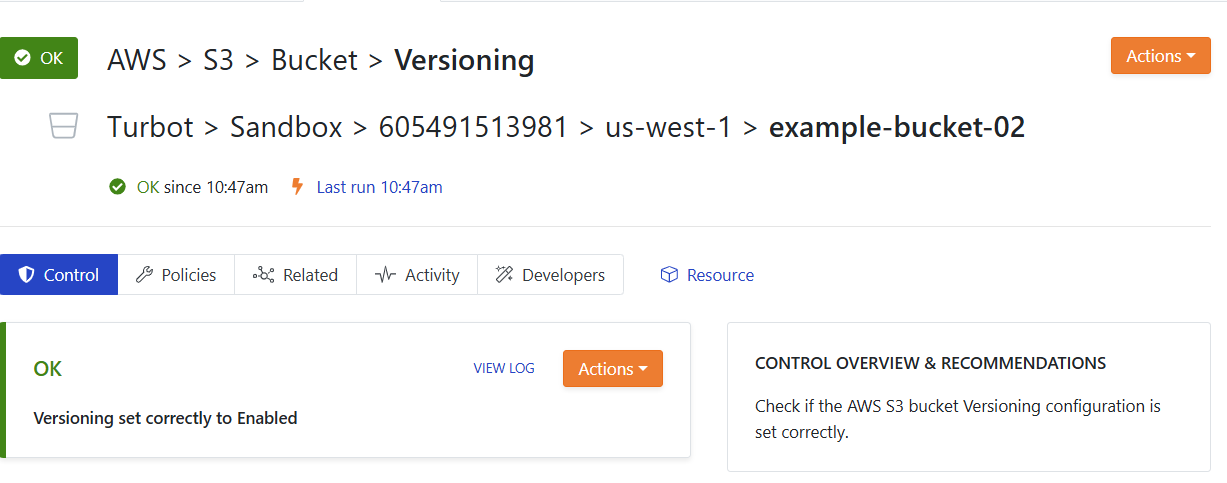 OK
AWS > S3 > Bucket > Versioning
Actions
Turbot > Sandbox > 605491513981 > us-west-1 > example-bucket-02
OK since 10:47am Last run 10:47am
Control Policies Related Activity Developers Resource
OK
VIEW LOG
Actions
Versioning set correctly to Enabled
CONTROL OVERVIEW & RECOMMENDATIONS
Check if the AWS S3 bucket Versioning configuration is
set correctly.